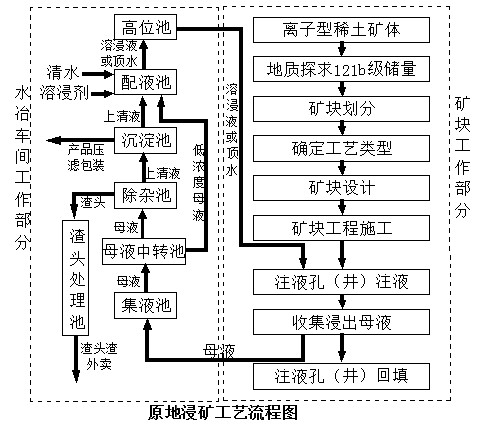 高位池
溶浸液
或顶水
清水
溶浸剂
配液池
上清液
沉淀池
产品压
滤包装
上清液
低浓度母液
除杂池
渣头
母液
母液中转池
渣头处理池
母液
集液池
渣头渣
外卖
母液
水冶车间工作部分
溶浸液或顶水
离子型稀土矿体
地质探求121b级储量
矿块划分
确定工艺类型
矿块设计
矿块工程施工
注液孔（井）注液
收集浸出母液
注液孔（井）回填
矿块工作部分
原地浸矿工艺流程图